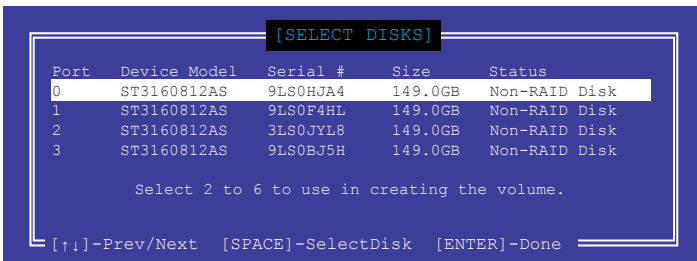 [SELECT DISKS]
Port Device Model Serial # Size Status
0 ST3160812AS 9LS0HJA4 149.0GB Non-RAID Disk
1 ST3160812AS 9LS0F4HL 149.0GB Non-RAID Disk
2 ST3160812AS 3LS0JYL8 149.0GB Non-RAID Disk
3 ST3160812AS 9LS0BJ5H 149.0GB Non-RAID Disk
Select 2 to 6 to use in creating the volume.
[↑↓]-Prev/Next [SPACE]-SelectDisk [ENTER]-Done